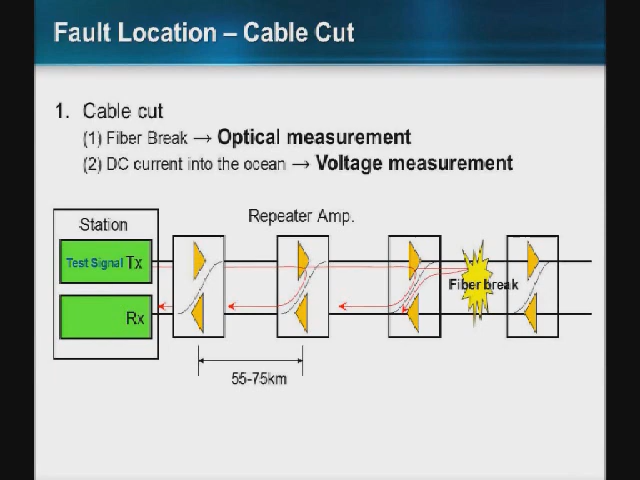 Fault Location – Cable Cut
1. Cable cut
(1) Fiber Break → Optical measurement
(2) DC current into the ocean → Voltage measurement
Station
Repeater Amp.
Test Signal Tx
Fiber break
Rx
55-75km